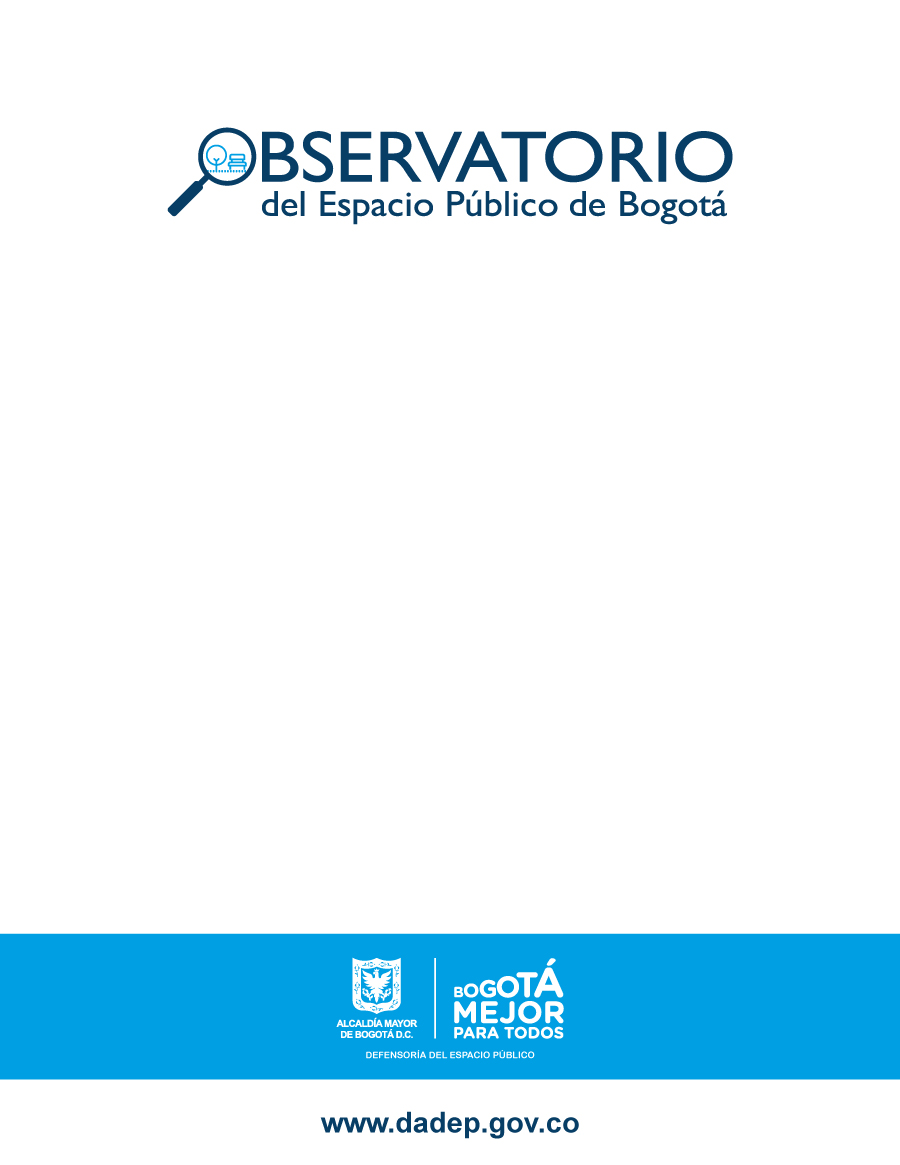 OBSERVATORIO
del Espacio Público de Bogotá
ALCALDÍA MAYOR
DE BOGOTÁ D.C.
BOGOTÁ
MEJOR
PARA TODOS
DEFENSORÍA DEL ESPACIO PÚBLICO
www.dadep.gov.co